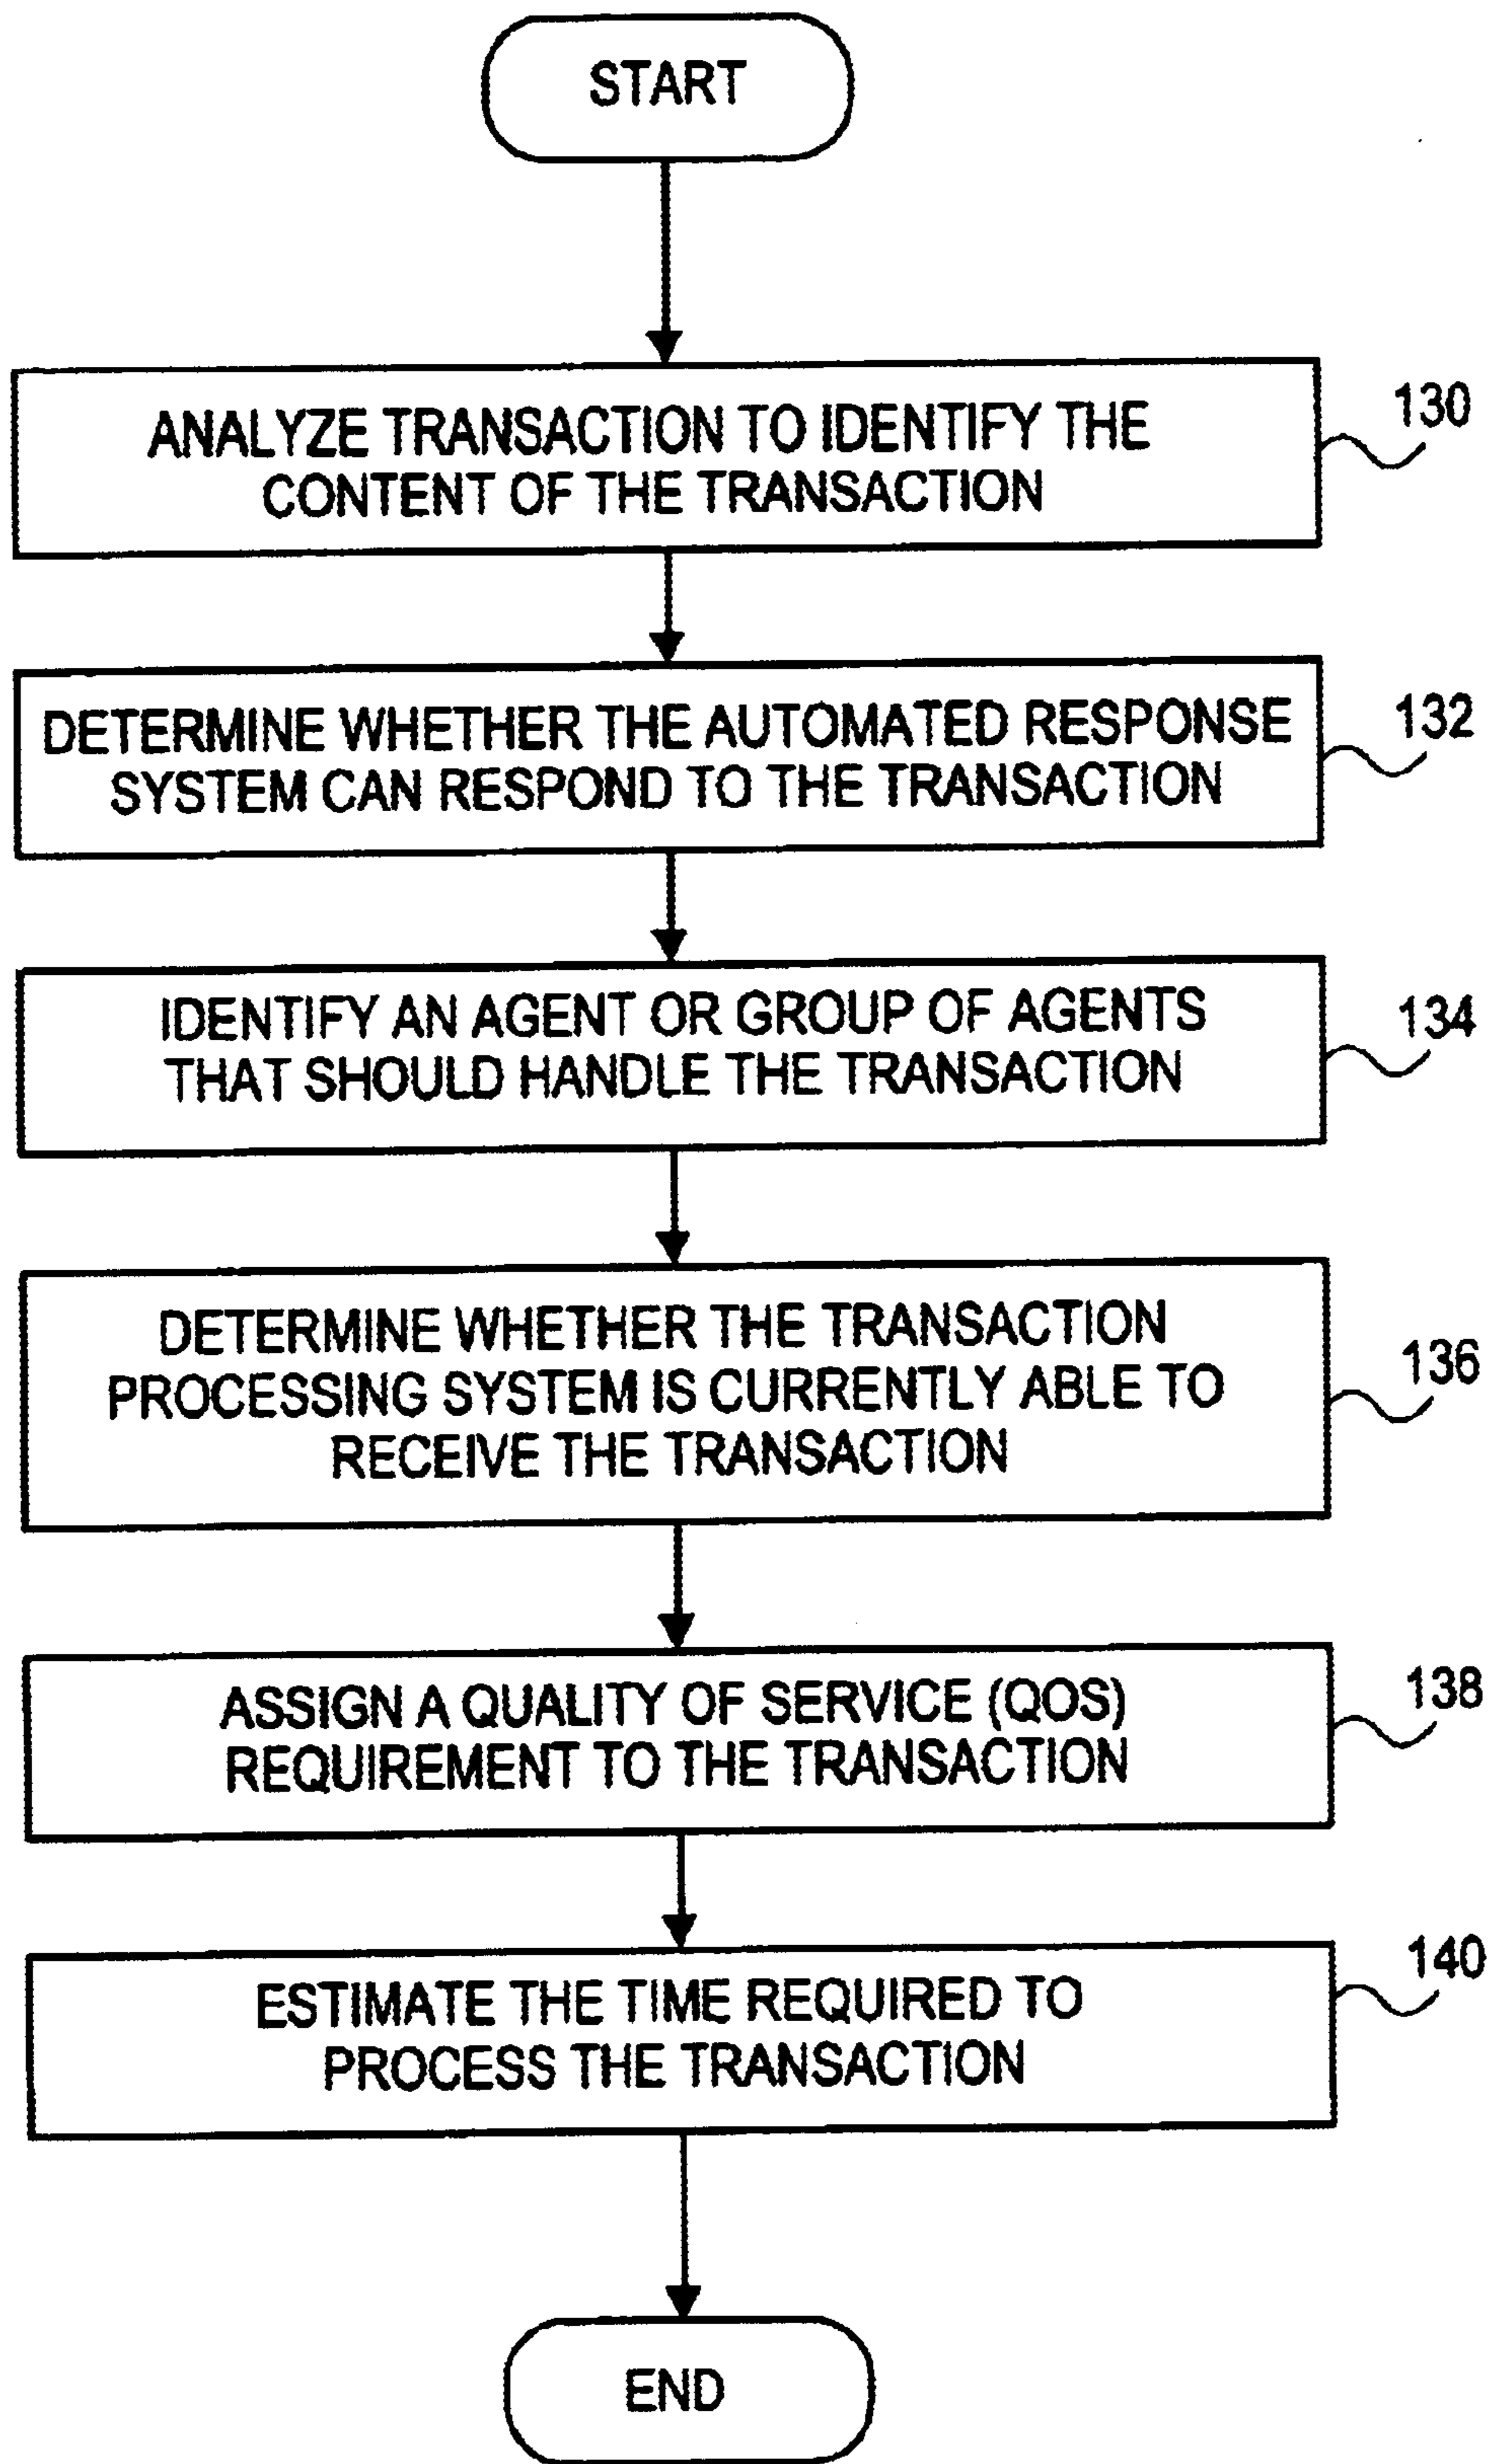 START
ANALYZE TRANSACTION TO IDENTIFY THE
CONTENT OF THE TRANSACTION
130
DETERMINE WHETHER THE AUTOMATED RESPONSE
SYSTEM CAN RESPOND TO THE TRANSACTION
132
IDENTIFY AN AGENT OR GROUP OF AGENTS
THAT SHOULD HANDLE THE TRANSACTION
134
DETERMINE WHETHER THE TRANSACTION
PROCESSING SYSTEM IS CURRENTLY ABLE TO
RECEIVE THE TRANSACTION
136
ASSIGN A QUALITY OF SERVICE (QOS)
REQUIREMENT TO THE TRANSACTION
138
ESTIMATE THE TIME REQUIRED TO
PROCESS THE TRANSACTION
140
END